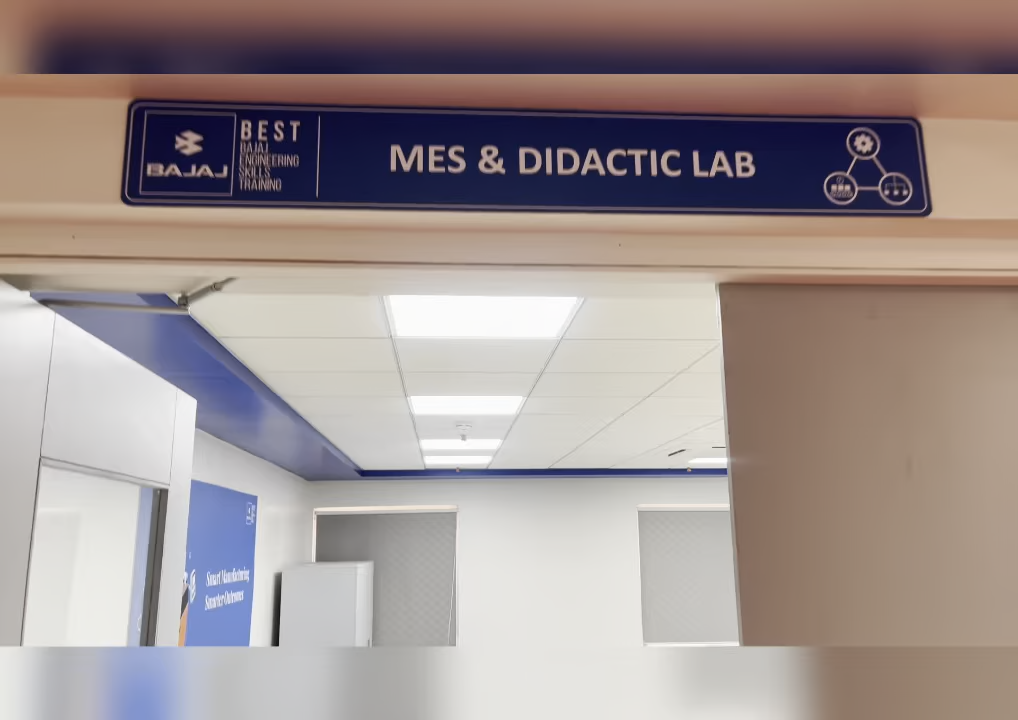 BAJAJ
BEST
BAJAJ
ENGINEERING
SKILLS
TRAINING
MES & DIDACTIC LAB
Smart Manufacturing
Smarter Outcomes